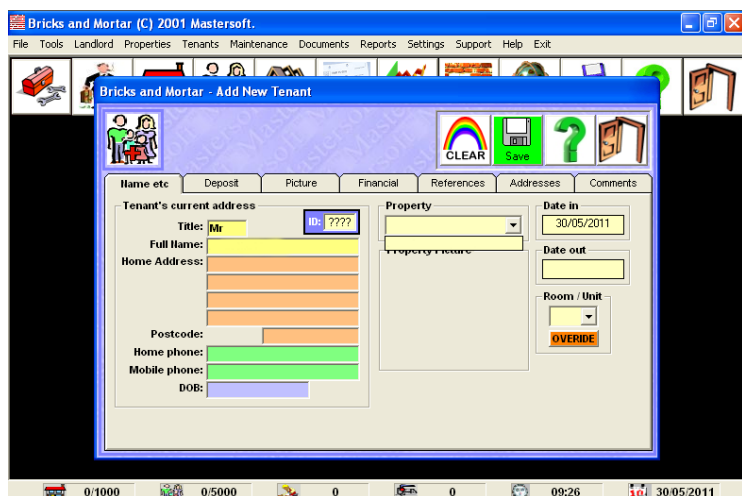 Bricks and Mortar (C) 2001 Mastersoft.
File Tools Landlord Properties Tenants Maintenance Documents Reports Settings Support Help Exit
Bricks and Mortar - Add New Tenant
CLEAR Save
Name etc Deposit Picture Financial References Addresses Comments
Tenant's current address Property Date in
Title: Mr ID: ???? 30/05/2011
Full Name:
Home Address: Property Picture Date out
Room / Unit
Postcode: OVERIDE
Home phone:
Mobile phone:
DOB:
0/1000 0/5000 0 0 09:26 30/05/2011